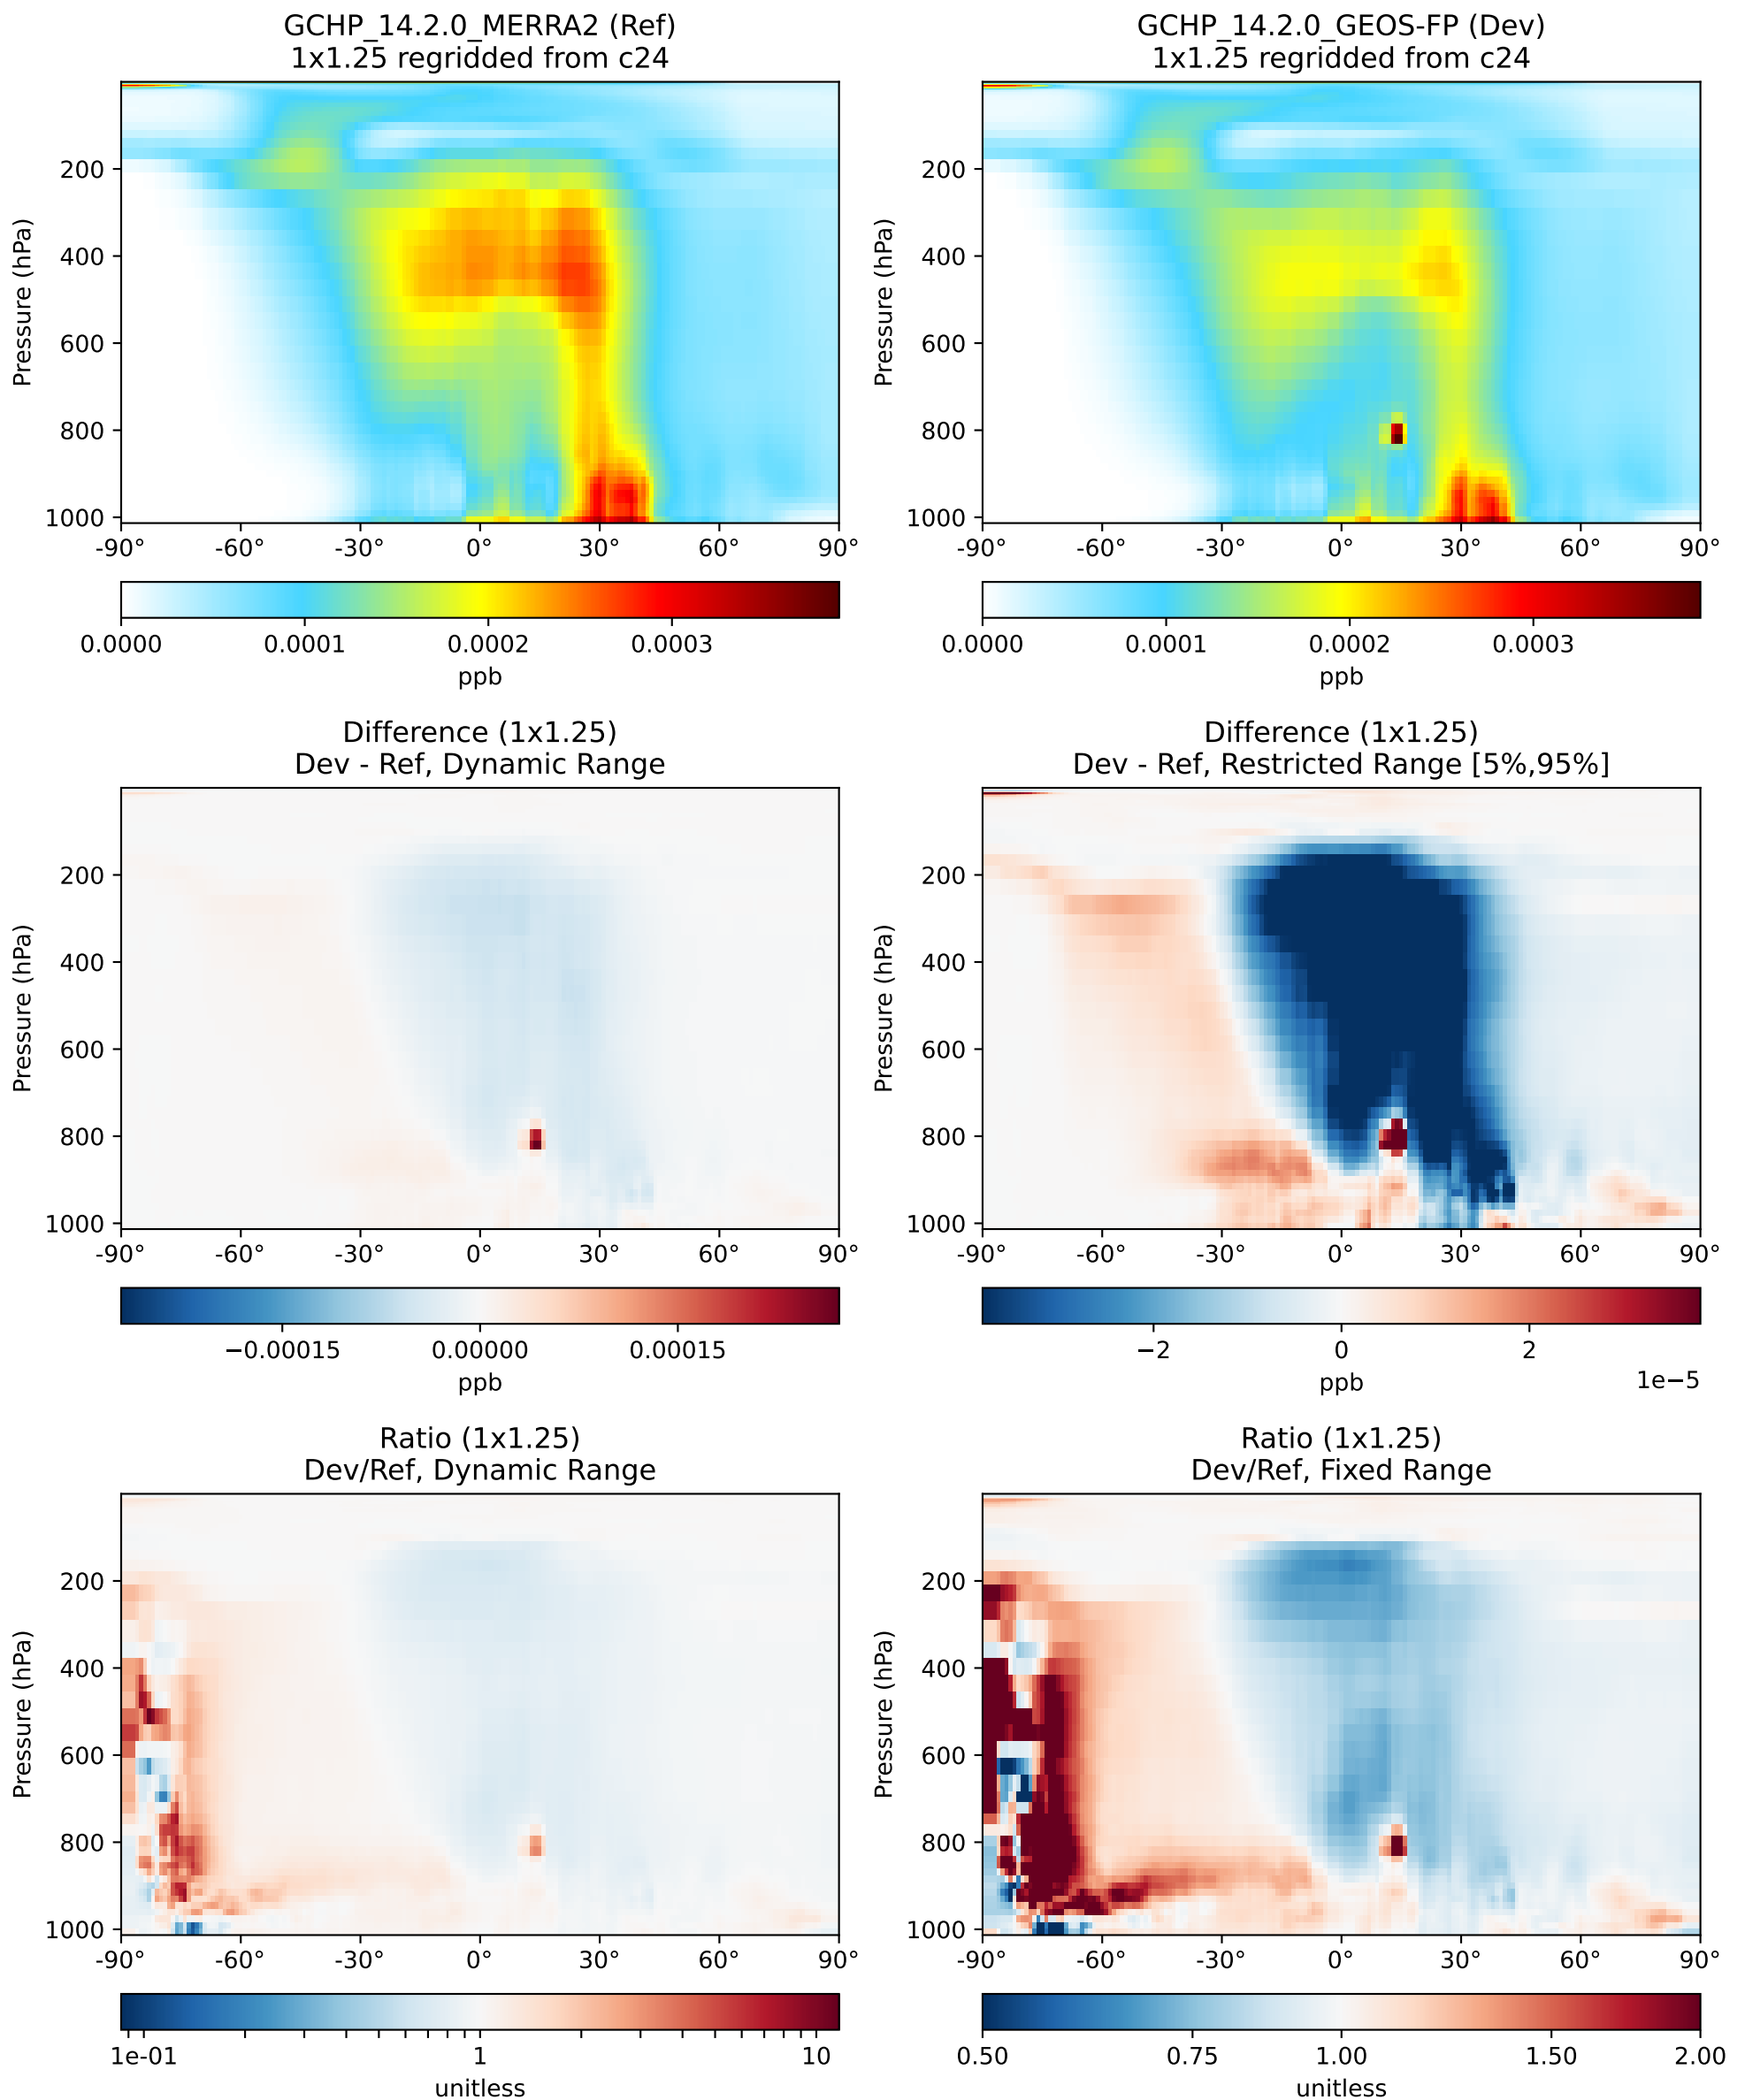 GCHP_14.2.0_MERRA2 (Ref)
1x1.25 regridded from c24
Pressure (hPa)
200
400
600
800
1000
-90° -60° -30° 0° 30° 60° 90°
0.0000 0.0001 0.0002 0.0003
ppb
GCHP_14.2.0_GEOS-FP (Dev)
1x1.25 regridded from c24
Pressure (hPa)
200
400
600
800
1000
-90° -60° -30° 0° 30° 60° 90°
0.0000 0.0001 0.0002 0.0003
ppb
Difference (1x1.25)
Dev - Ref, Dynamic Range
Pressure (hPa)
200
400
600
800
1000
-90° -60° -30° 0° 30° 60° 90°
−0.00015 0.00000 0.00015
ppb
Difference (1x1.25)
Dev - Ref, Restricted Range [5%,95%]
Pressure (hPa)
200
400
600
800
1000
-90° -60° -30° 0° 30° 60° 90°
−2 0 2
ppb
1e−5
Ratio (1x1.25)
Dev/Ref, Dynamic Range
Pressure (hPa)
200
400
600
800
1000
-90° -60° -30° 0° 30° 60° 90°
1e-01 1 10
unitless
Ratio (1x1.25)
Dev/Ref, Fixed Range
Pressure (hPa)
200
400
600
800
1000
-90° -60° -30° 0° 30° 60° 90°
0.50 0.75 1.00 1.50 2.00
unitless